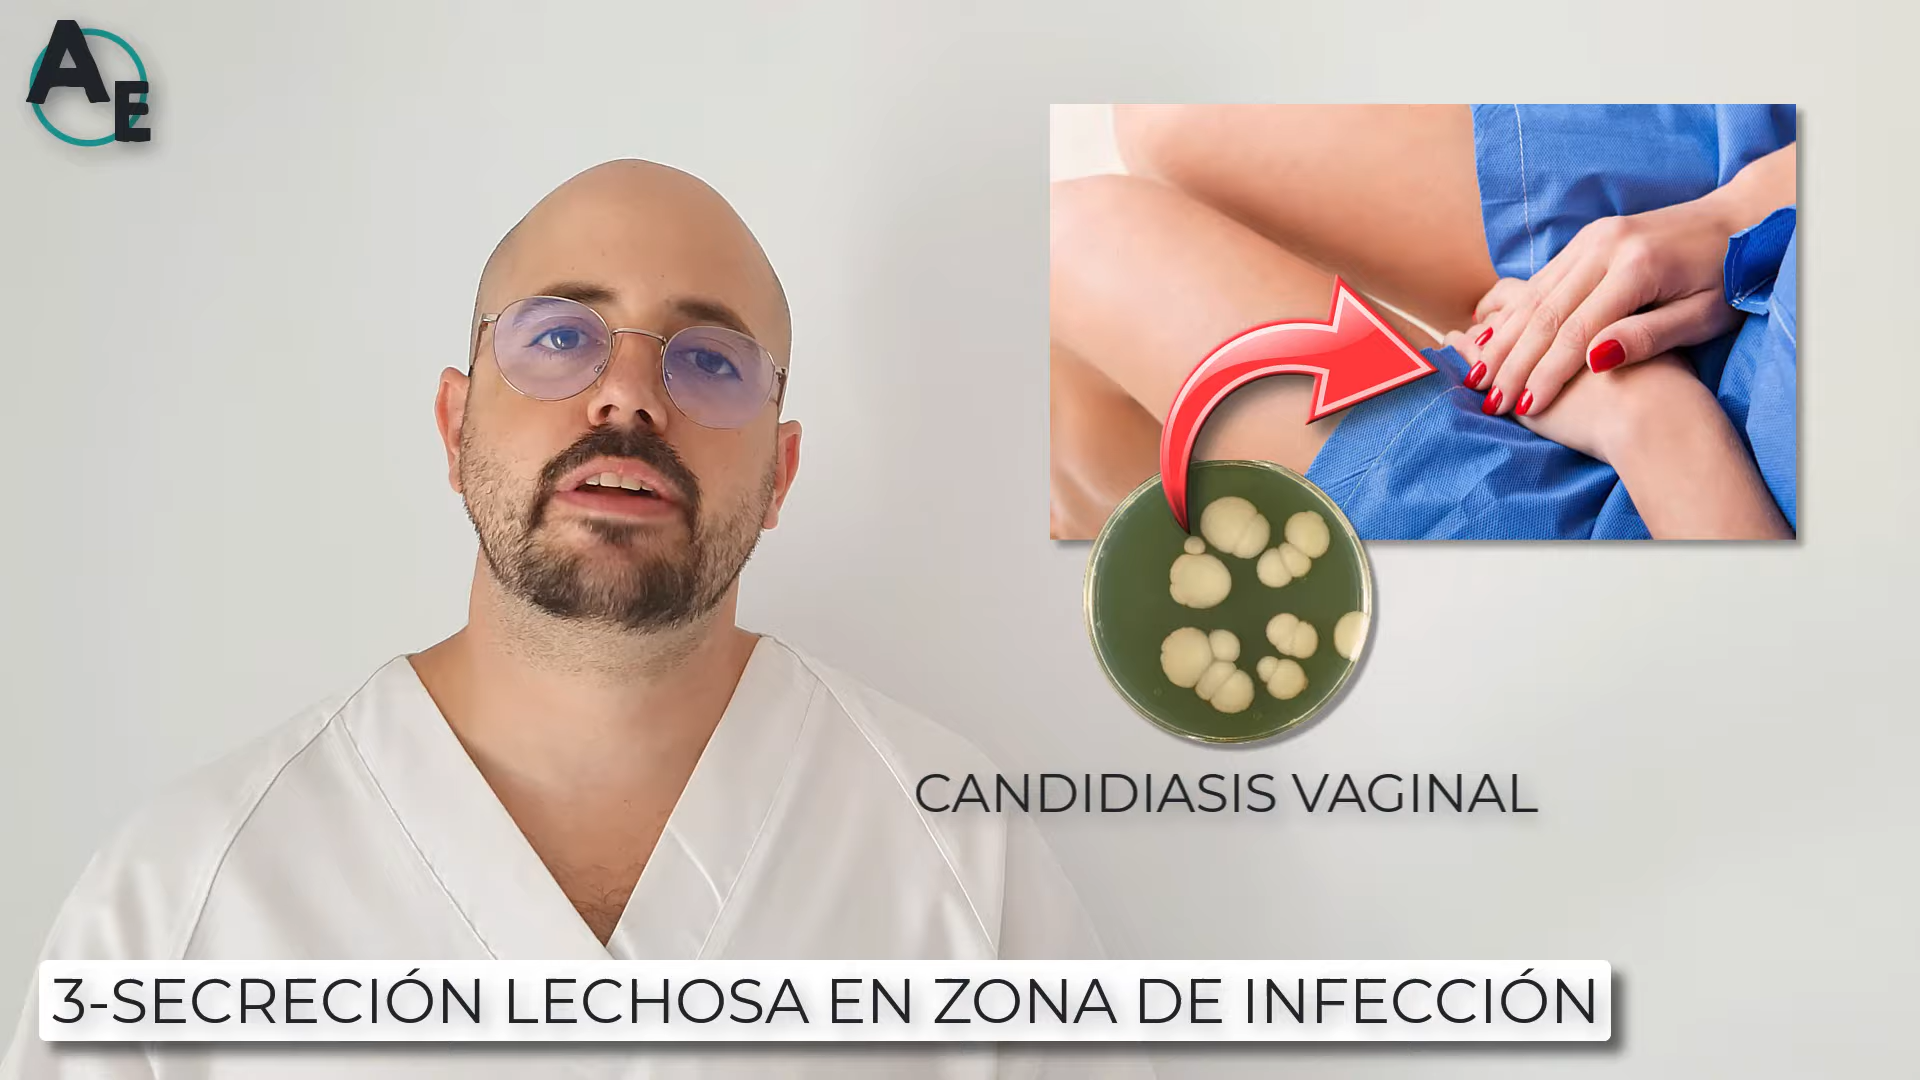 AE
CANDIDIASIS VAGINAL
3-SECRECIÓN LECHOSA EN ZONA DE INFECCIÓN